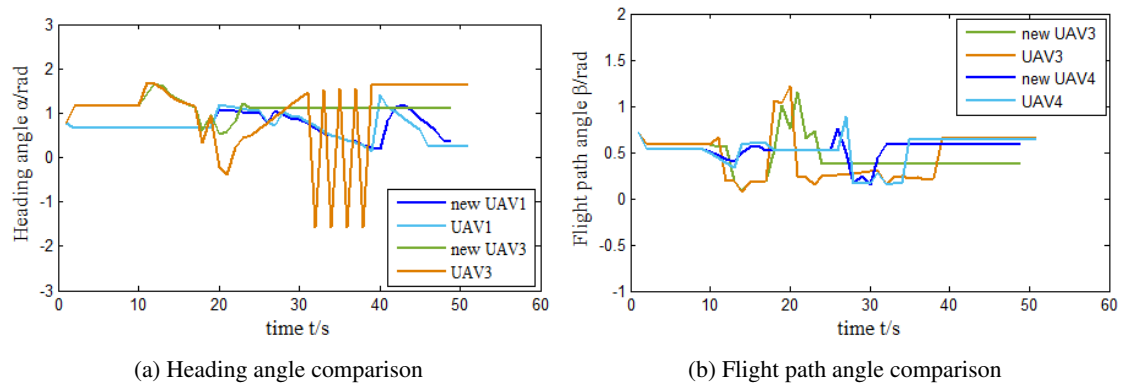 3
2
1
0
-1
-2
-3
0
10
20
30
40
50
60
Heading angle α/rad
time t/s
new UAV1
UAV1
new UAV3
UAV3
(a) Heading angle comparison
2
1.5
1
0.5
0
-0.5
-1
0
10
20
30
40
50
60
Flight path angle β/rad
time t/s
new UAV3
UAV3
new UAV4
UAV4
(b) Flight path angle comparison